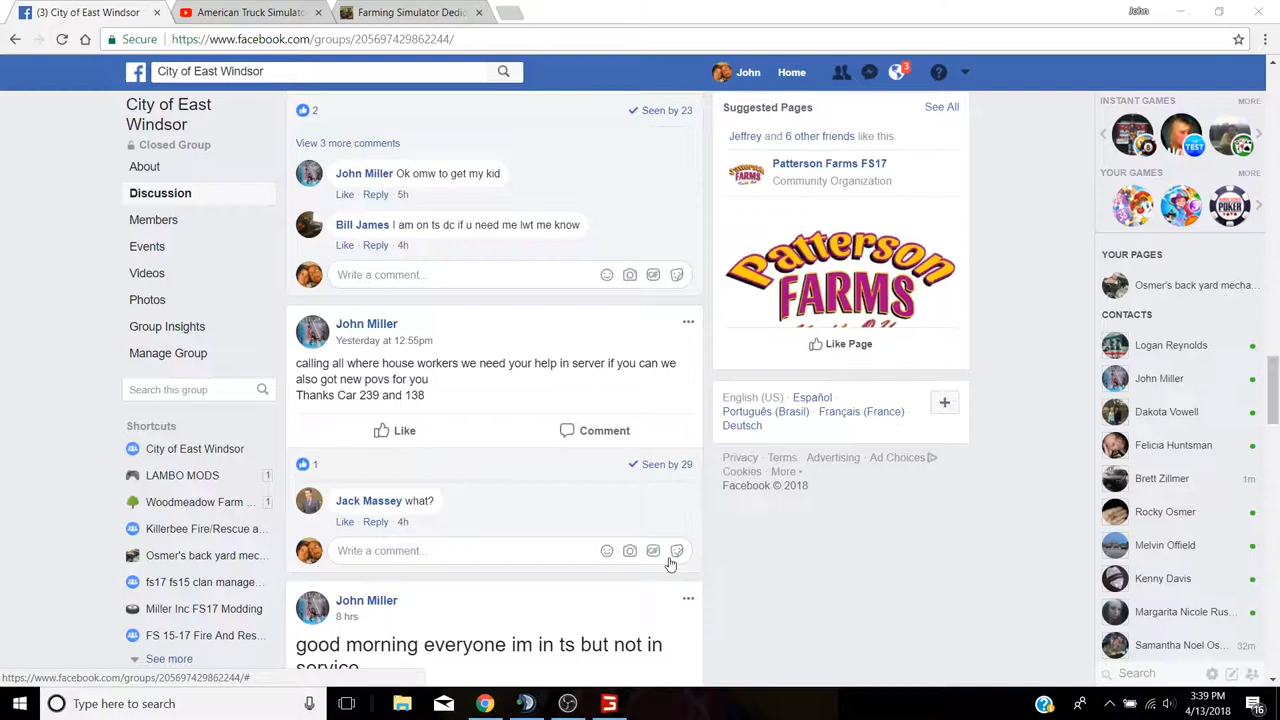 (3) City of East Windsor
American Truck Simulato
Farming Simulator Dedic
John
Secure
https://www.facebook.com/groups/205697429862244/
City of East Windsor
John
Home
3
City of East
Windsor
Closed Group
About
Discussion
Members
Events
Videos
Photos
Group Insights
Manage Group
Search this group
Shortcuts
City of East Windsor
LAMBO MODS
1
Woodmeadow Farm ...
1
Killerbee Fire/Rescue a...
Osmer's back yard mec...
fs17 fs15 clan manage...
Miller Inc FS17 Modding
FS 15-17 Fire And Res...
See more
2
Seen by 23
View 3 more comments
John Miller Ok omw to get my kid
Like · Reply · 5h
Bill James I am on ts dc if u need me lwt me know
Like · Reply · 4h
Write a comment...
John Miller
Yesterday at 12:55pm
calling all where house workers we need your help in server if you can we
also got new povs for you
Thanks Car 239 and 138
Like
Comment
1
Seen by 29
Jack Massey what?
Like · Reply · 4h
Write a comment...
John Miller
8 hrs
good morning everyone im in ts but not in
service
Suggested Pages
See All
Jeffrey and 6 other friends like this.
Patterson Farms FS17
Community Organization
Patterson
FARMS
Like Page
English (US) · Español ·
Português (Brasil) · Français (France) ·
Deutsch
Privacy · Terms · Advertising · Ad Choices
Cookies · More
Facebook © 2018
INSTANT GAMES
MORE
TEST
YOUR GAMES
MORE
POKER
YOUR PAGES
Osmer's back yard mecha...
CONTACTS
Logan Reynolds
John Miller
Dakota Vowell
Felicia Huntsman
Brett Zillmer
1m
Rocky Osmer
Melvin Offield
Kenny Davis
Margarita Nicole Rus...
Samantha Noel Os...
32m
Search
https://www.facebook.com/groups/205697429862244/#
Type here to search
3:39 PM
4/13/2018
16